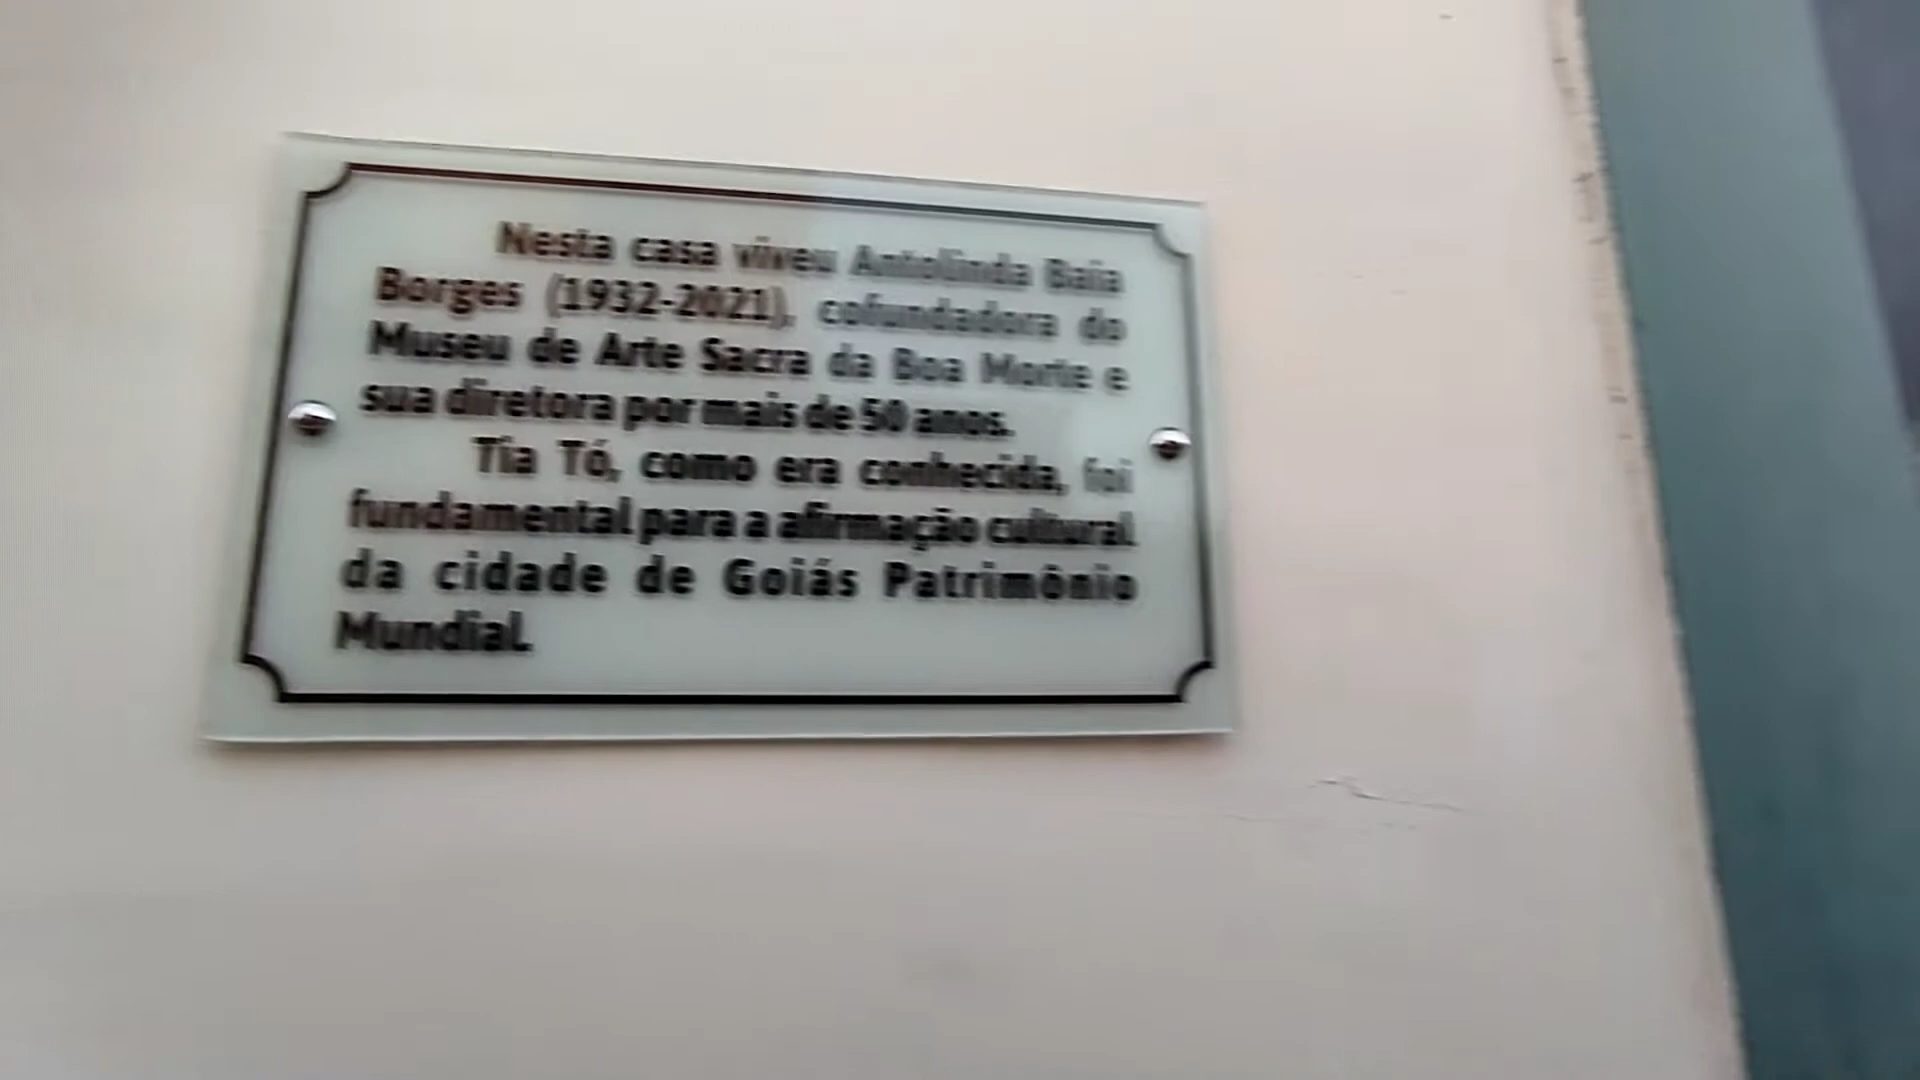 Nesta casa viveu Antolinda Baia
Borges (1932-2021), cofundadora do
Museu de Arte Sacra da Boa Morte e
sua diretora por mais de 50 anos.
Tia Tó, como era conhecida, foi
fundamental para a afirmação cultural
da cidade de Goiás Patrimônio
Mundial.